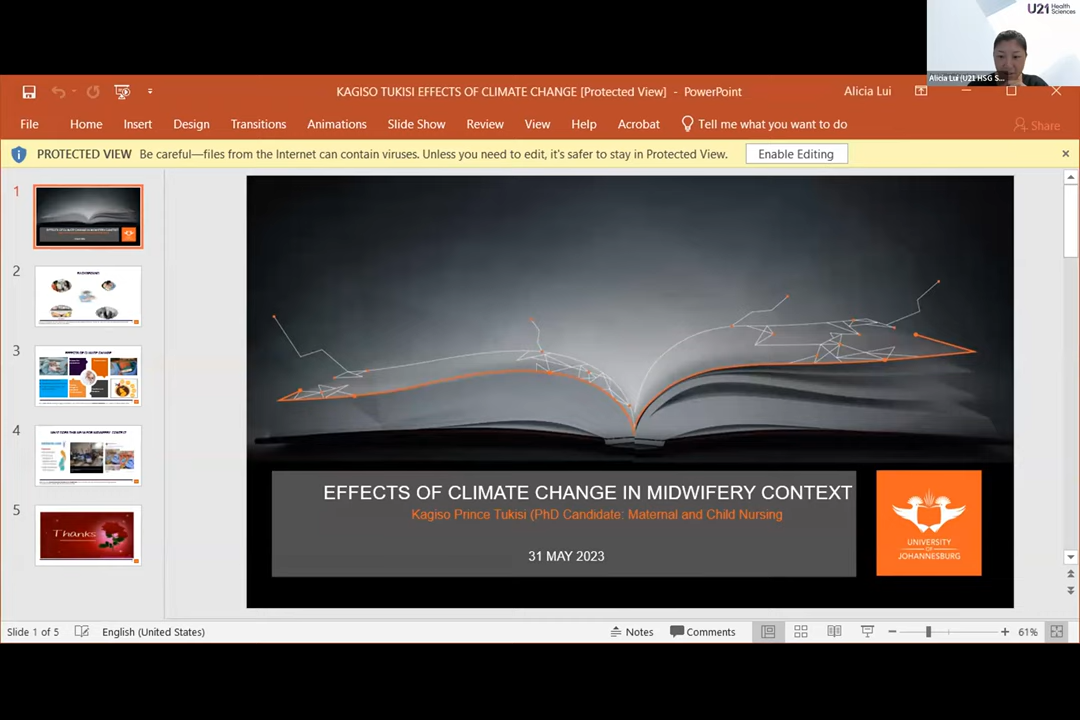 U21 Health Sciences
Alicia Lui (U21 HSG S...
KAGISO TUKISI EFFECTS OF CLIMATE CHANGE [Protected View] - PowerPoint
Alicia Lui
File Home Insert Design Transitions Animations Slide Show Review View Help Acrobat Tell me what you want to do Share
PROTECTED VIEW Be careful—files from the Internet can contain viruses. Unless you need to edit, it's safer to stay in Protected View. Enable Editing
1
2
3
4
5
Thanks
EFFECTS OF CLIMATE CHANGE IN MIDWIFERY CONTEXT
Kagiso Prince Tukisi (PhD Candidate: Maternal and Child Nursing
31 MAY 2023
UNIVERSITY
OF
JOHANNESBURG
Slide 1 of 5 English (United States) Notes Comments 61%